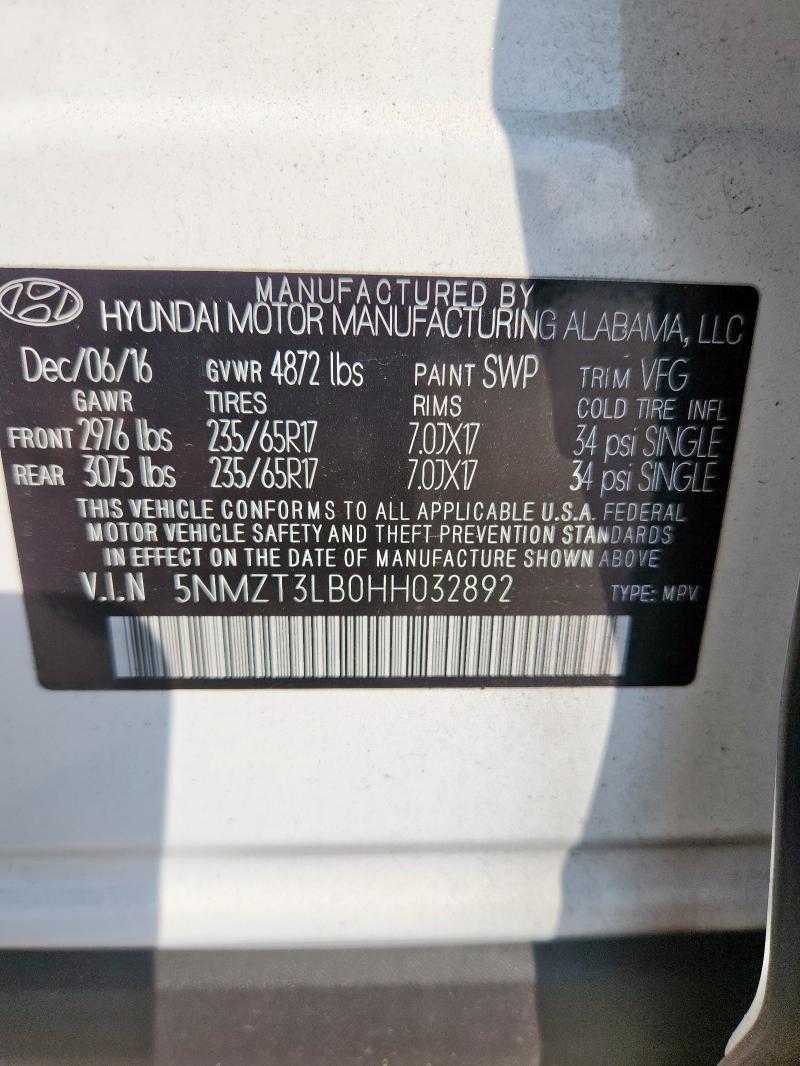 MANUFACTURED BY
HYUNDAI MOTOR MANUFACTURING ALABAMA, LLC
Dec/06/16 GVWR 4872 lbs PAINT SWP TRIM VFG
GAWR TIRES RIMS COLD TIRE INFL
FRONT 2976 lbs 235/65R17 7.0JX17 34 psi SINGLE
REAR 3075 lbs 235/65R17 7.0JX17 34 psi SINGLE
THIS VEHICLE CONFORMS TO ALL APPLICABLE U.S.A. FEDERAL
MOTOR VEHICLE SAFETY AND THEFT PREVENTION STANDARDS
IN EFFECT ON THE DATE OF MANUFACTURE SHOWN ABOVE
V.I.N 5NMZT3LB0HH032892 TYPE: MPV